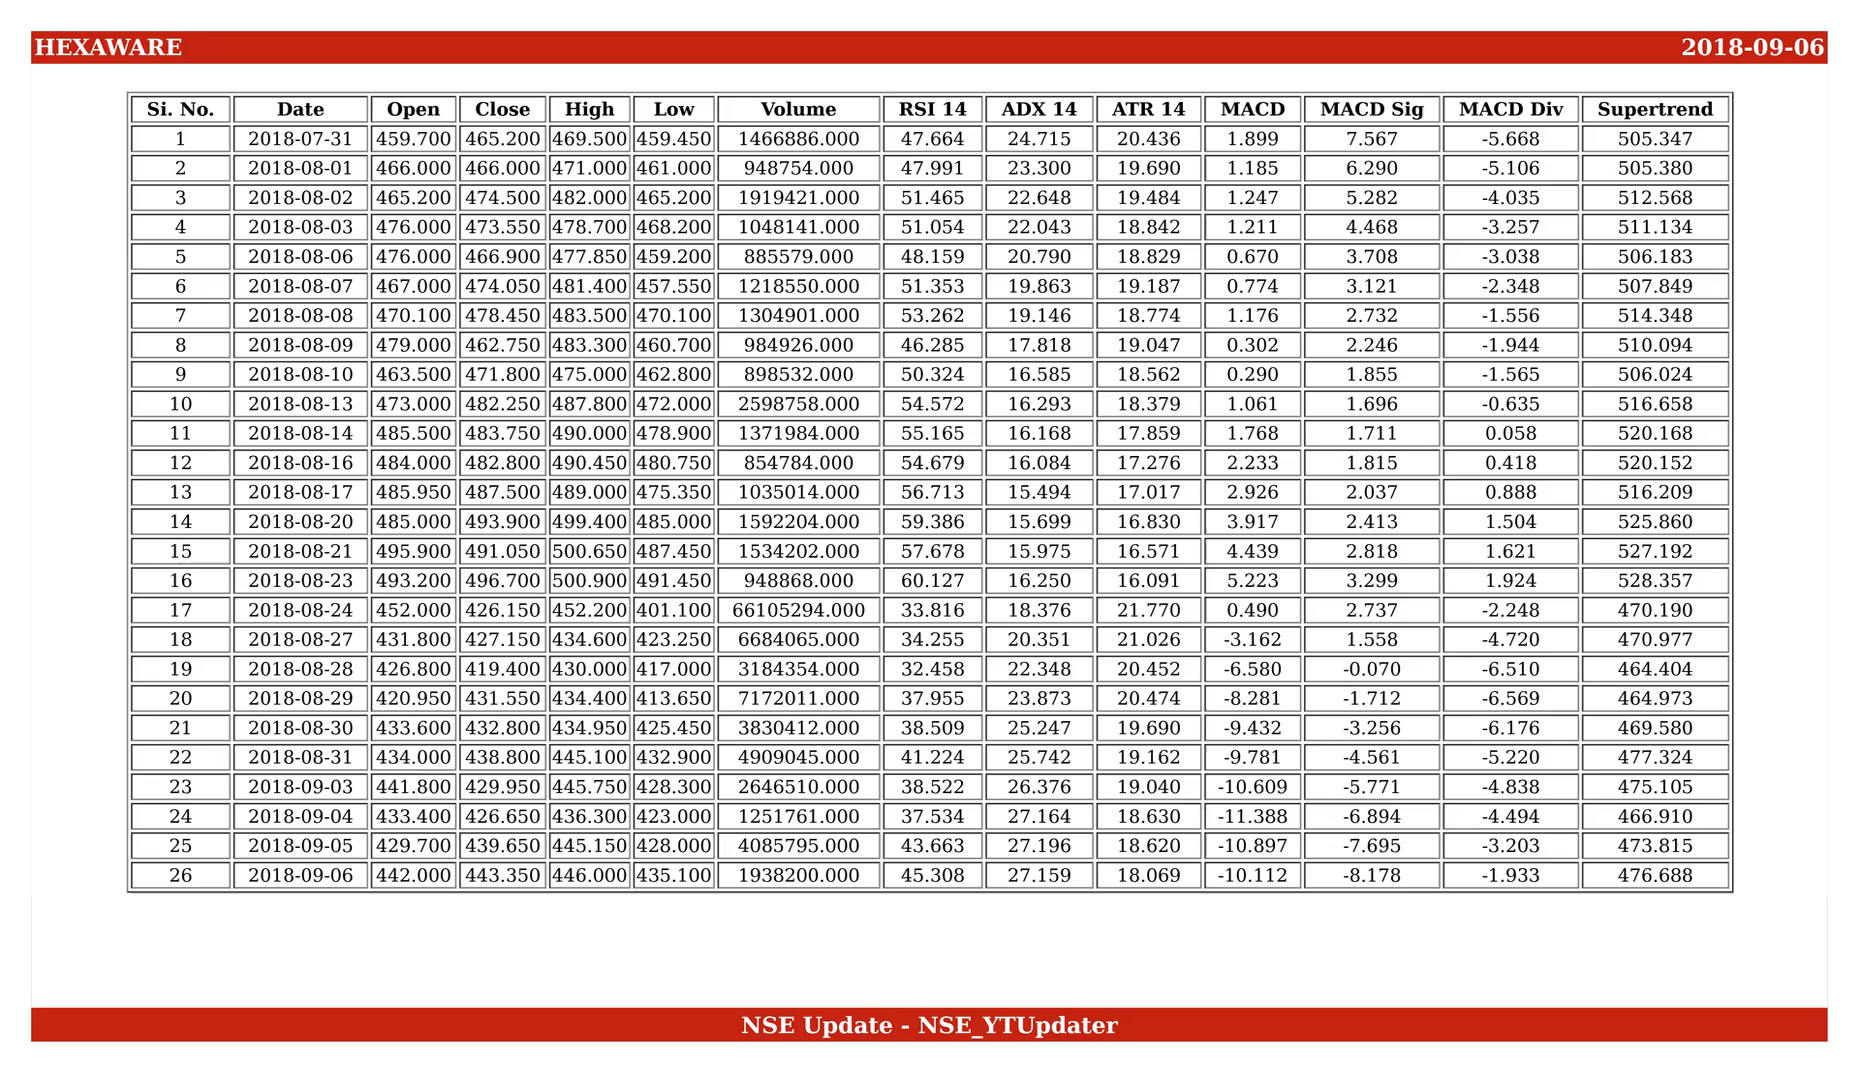 HEXAWARE 2018-09-06
Si. No. Date Open Close High Low Volume RSI 14 ADX 14 ATR 14 MACD MACD Sig MACD Div Supertrend
1 2018-07-31 459.700 465.200 469.500 459.450 1466886.000 47.664 24.715 20.436 1.899 7.567 -5.668 505.347
2 2018-08-01 466.000 466.000 471.000 461.000 948754.000 47.991 23.300 19.690 1.185 6.290 -5.106 505.380
3 2018-08-02 465.200 474.500 482.000 465.200 1919421.000 51.465 22.648 19.484 1.247 5.282 -4.035 512.568
4 2018-08-03 476.000 473.550 478.700 468.200 1048141.000 51.054 22.043 18.842 1.211 4.468 -3.257 511.134
5 2018-08-06 476.000 466.900 477.850 459.200 885579.000 48.159 20.790 18.829 0.670 3.708 -3.038 506.183
6 2018-08-07 467.000 474.050 481.400 457.550 1218550.000 51.353 19.863 19.187 0.774 3.121 -2.348 507.849
7 2018-08-08 470.100 478.450 483.500 470.100 1304901.000 53.262 19.146 18.774 1.176 2.732 -1.556 514.348
8 2018-08-09 479.000 462.750 483.300 460.700 984926.000 46.285 17.818 19.047 0.302 2.246 -1.944 510.094
9 2018-08-10 463.500 471.800 475.000 462.800 898532.000 50.324 16.585 18.562 0.290 1.855 -1.565 506.024
10 2018-08-13 473.000 482.250 487.800 472.000 2598758.000 54.572 16.293 18.379 1.061 1.696 -0.635 516.658
11 2018-08-14 485.500 483.750 490.000 478.900 1371984.000 55.165 16.168 17.859 1.768 1.711 0.058 520.168
12 2018-08-16 484.000 482.800 490.450 480.750 854784.000 54.679 16.084 17.276 2.233 1.815 0.418 520.152
13 2018-08-17 485.950 487.500 489.000 475.350 1035014.000 56.713 15.494 17.017 2.926 2.037 0.888 516.209
14 2018-08-20 485.000 493.900 499.400 485.000 1592204.000 59.386 15.699 16.830 3.917 2.413 1.504 525.860
15 2018-08-21 495.900 491.050 500.650 487.450 1534202.000 57.678 15.975 16.571 4.439 2.818 1.621 527.192
16 2018-08-23 493.200 496.700 500.900 491.450 948868.000 60.127 16.250 16.091 5.223 3.299 1.924 528.357
17 2018-08-24 452.000 426.150 452.200 401.100 66105294.000 33.816 18.376 21.770 0.490 2.737 -2.248 470.190
18 2018-08-27 431.800 427.150 434.600 423.250 6684065.000 34.255 20.351 21.026 -3.162 1.558 -4.720 470.977
19 2018-08-28 426.800 419.400 430.000 417.000 3184354.000 32.458 22.348 20.452 -6.580 -0.070 -6.510 464.404
20 2018-08-29 420.950 431.550 434.400 413.650 7172011.000 37.955 23.873 20.474 -8.281 -1.712 -6.569 464.973
21 2018-08-30 433.600 432.800 434.950 425.450 3830412.000 38.509 25.247 19.690 -9.432 -3.256 -6.176 469.580
22 2018-08-31 434.000 438.800 445.100 432.900 4909045.000 41.224 25.742 19.162 -9.781 -4.561 -5.220 477.324
23 2018-09-03 441.800 429.950 445.750 428.300 2646510.000 38.522 26.376 19.040 -10.609 -5.771 -4.838 475.105
24 2018-09-04 433.400 426.650 436.300 423.000 1251761.000 37.534 27.164 18.630 -11.388 -6.894 -4.494 466.910
25 2018-09-05 429.700 439.650 445.150 428.000 4085795.000 43.663 27.196 18.620 -10.897 -7.695 -3.203 473.815
26 2018-09-06 442.000 443.350 446.000 435.100 1938200.000 45.308 27.159 18.069 -10.112 -8.178 -1.933 476.688
NSE Update - NSE_YTUpdater